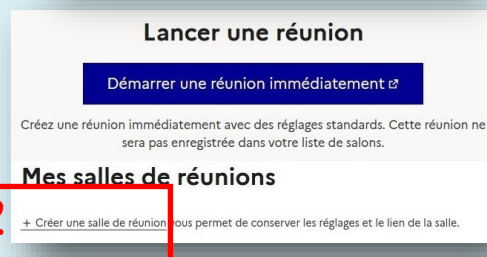 Lancer une réunion
Démarrer une réunion immédiatement
Créez une réunion immédiatement avec des réglages standards. Cette réunion ne
sera pas enregistrée dans votre liste de salons.
Mes salles de réunions
+ Créer une salle de réunion vous permet de conserver les réglages et le lien de la salle.